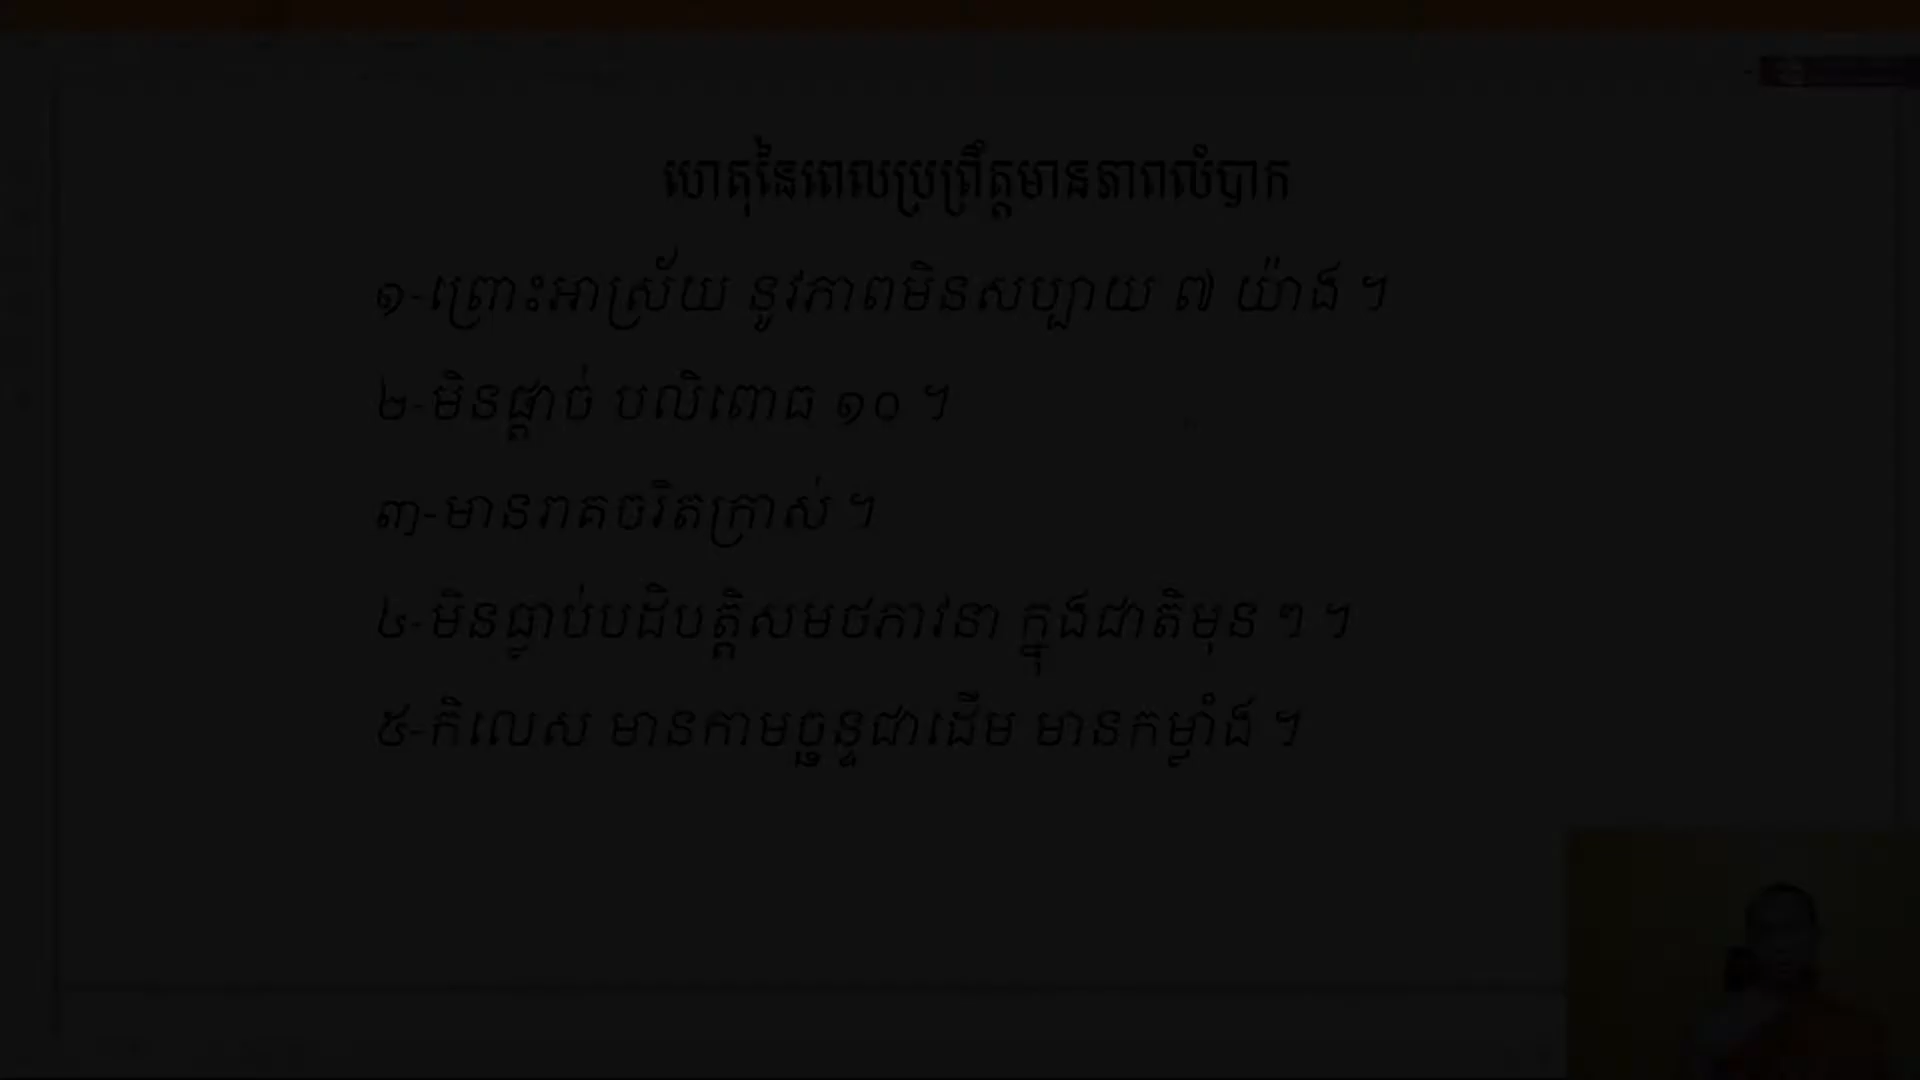 ហេតុនៃពេលប្រព្រឹត្តមានភាពលំបាក
១-ព្រោះអាស្រ័យ នូវភាពមិនសប្បាយ ៧ យ៉ាង ។
២-មិនផ្ដាច់ បលិពោធ ១០ ។
៣-មានរាគចរិតក្រាស់ ។
៤-មិនធ្លាប់បដិបត្តិសមថភាវនា ក្នុងជាតិមុន ៗ ។
៥-កិលេស មានកាមច្ឆន្ទជាដើម មានកម្លាំង ។